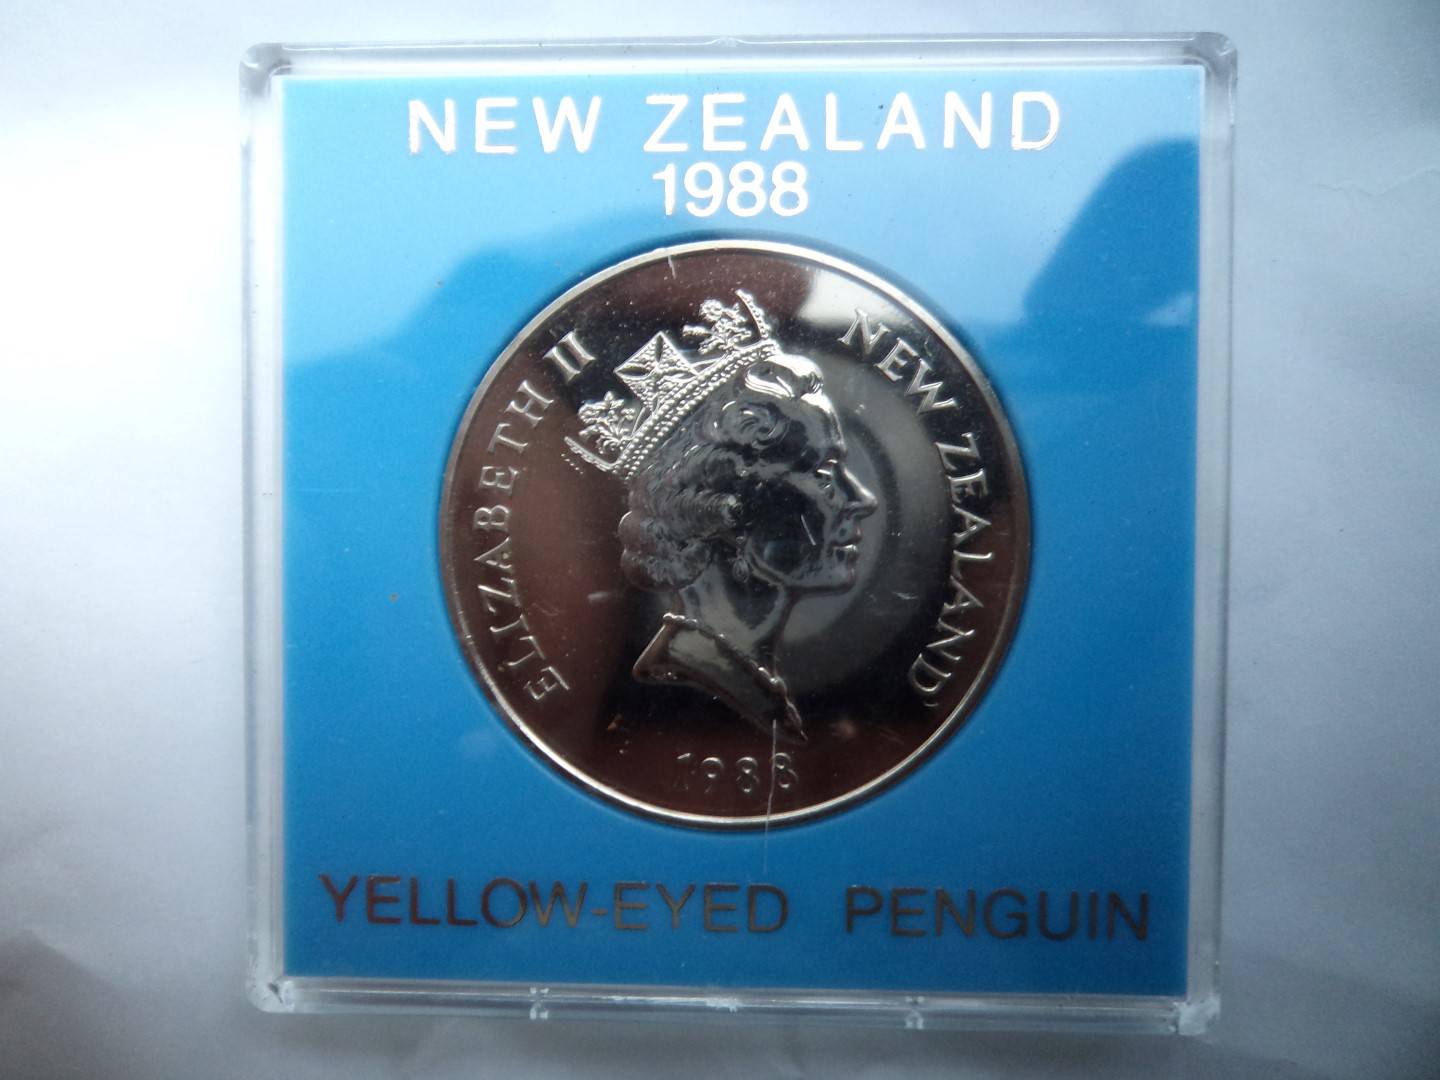 NEW ZEALAND
1988
ELIZABETH II
NEW ZEALAND
1988
YELLOW-EYED PENGUIN